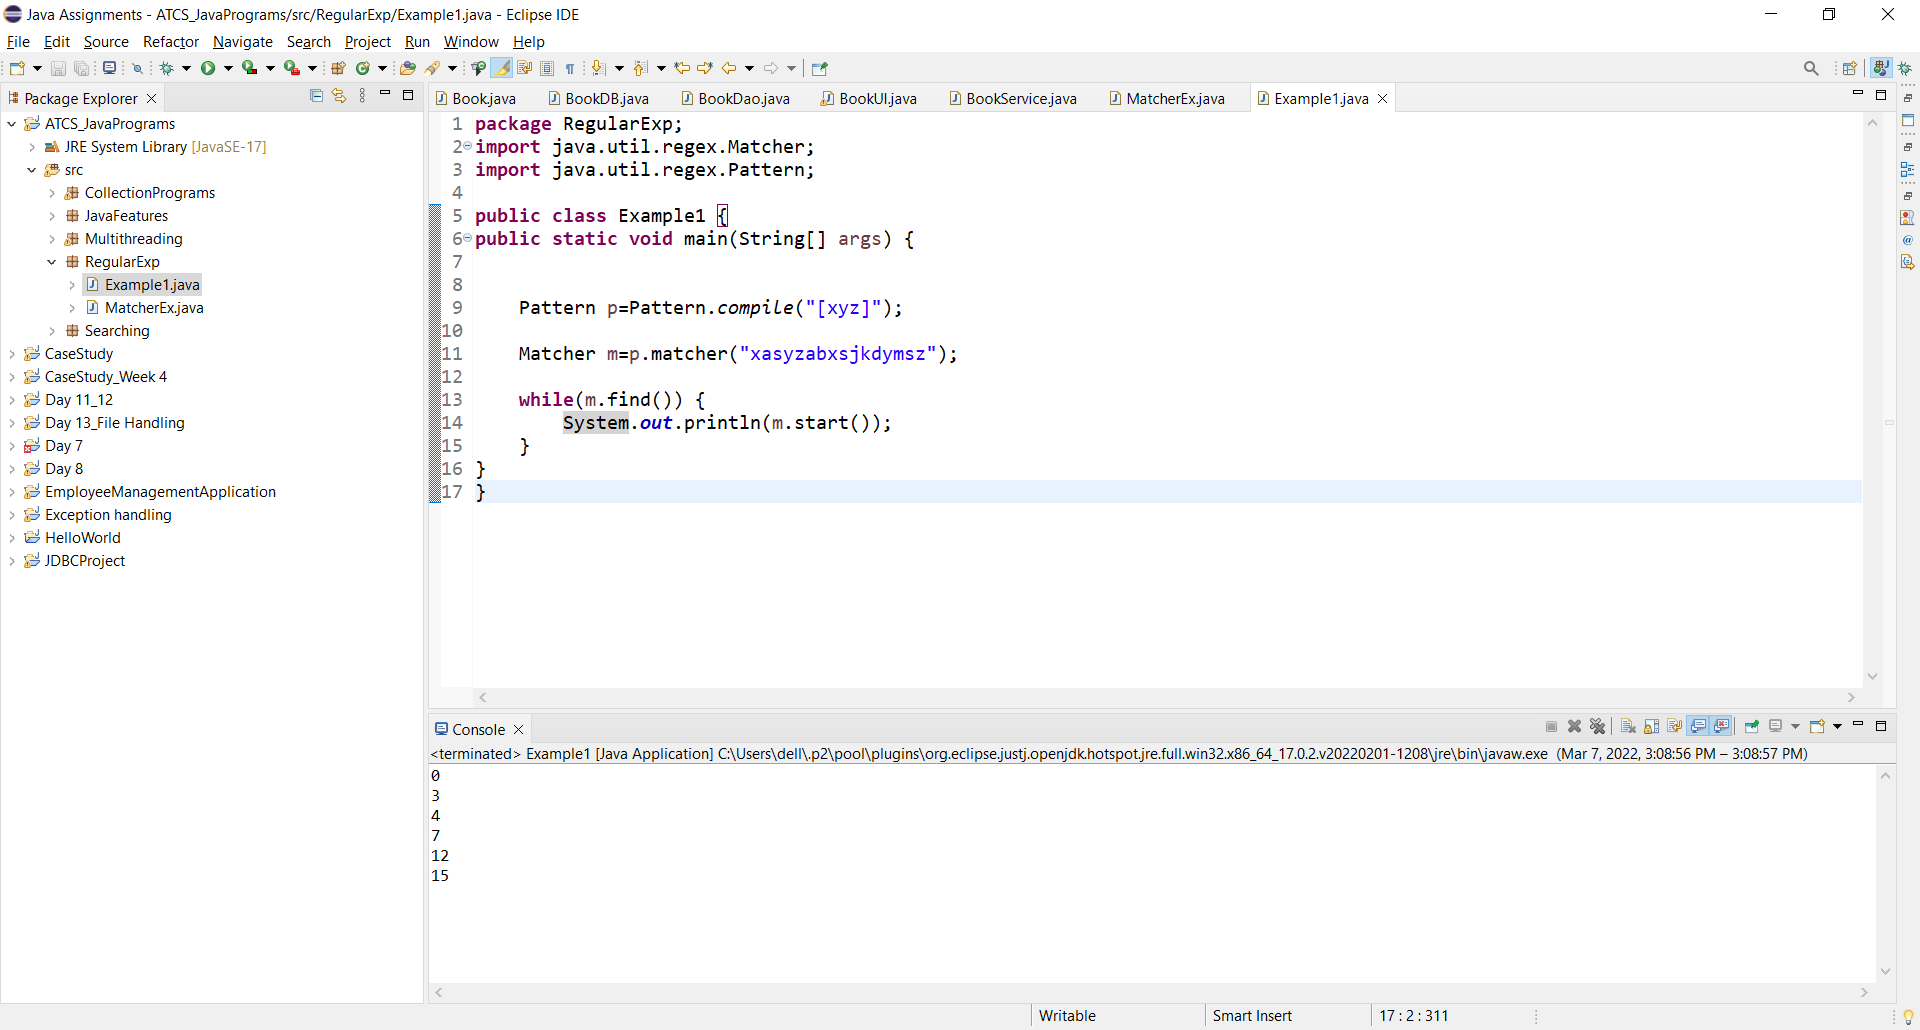 Java Assignments - ATCS_JavaPrograms/src/RegularExp/Example1.java - Eclipse IDE
File Edit Source Refactor Navigate Search Project Run Window Help
Package Explorer
ATCS_JavaPrograms
JRE System Library [JavaSE-17]
src
CollectionPrograms
JavaFeatures
Multithreading
RegularExp
Example1.java
MatcherEx.java
Searching
CaseStudy
CaseStudy_Week 4
Day 11_12
Day 13_File Handling
Day 7
Day 8
EmployeeManagementApplication
Exception handling
HelloWorld
JDBCProject
Book.java BookDB.java BookDao.java BookUI.java BookService.java MatcherEx.java Example1.java
1 package RegularExp;
2 import java.util.regex.Matcher;
3 import java.util.regex.Pattern;
4
5 public class Example1 {
6 public static void main(String[] args) {
7
8
9 Pattern p=Pattern.compile("[xyz]");
10
11 Matcher m=p.matcher("xasyzabxsjkdymsz");
12
13 while(m.find()) {
14 System.out.println(m.start());
15 }
16 }
17 }
Console
<terminated> Example1 [Java Application] C:\Users\dell\.p2\pool\plugins\org.eclipse.justj.openjdk.hotspot.jre.full.win32.x86_64_17.0.2.v20220201-1208\jre\bin\javaw.exe (Mar 7, 2022, 3:08:56 PM – 3:08:57 PM)
0
3
4
7
12
15
Writable Smart Insert 17 : 2 : 311